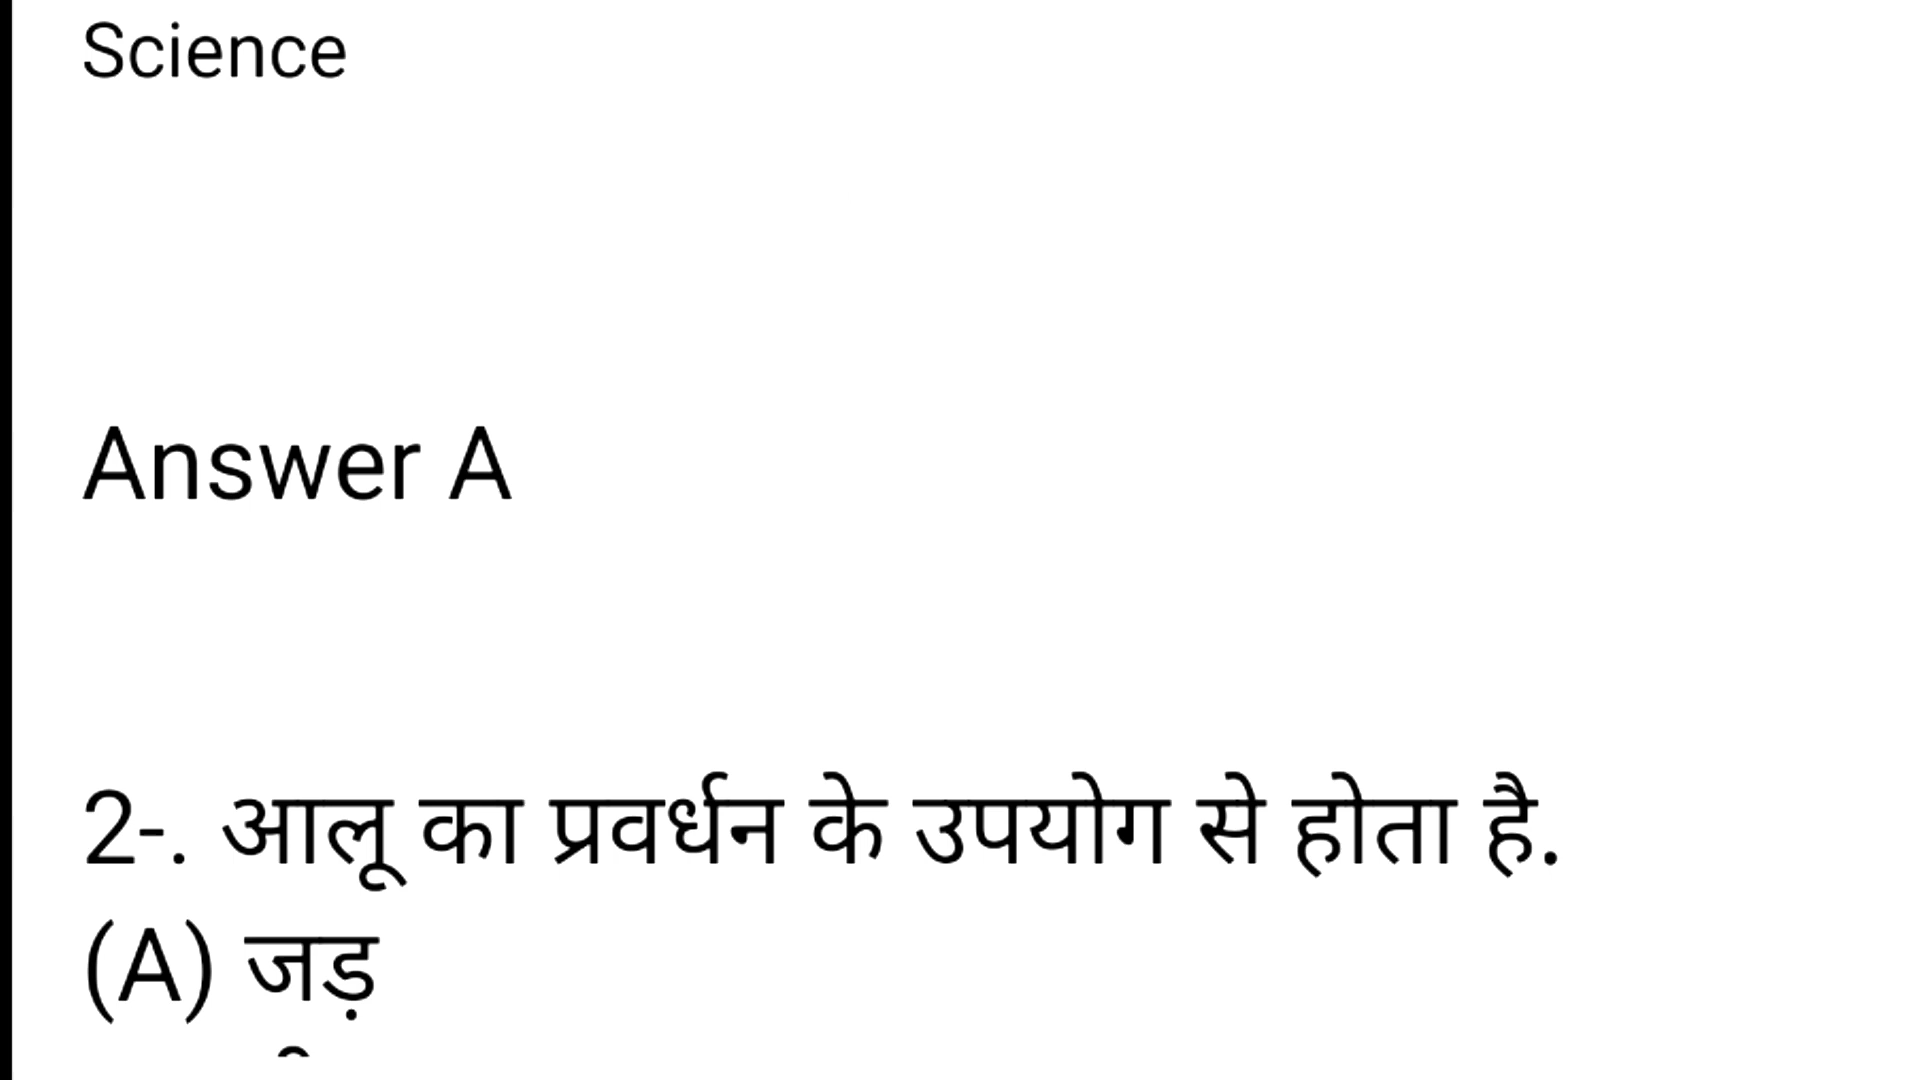 Science
Answer A
2-. आलू का प्रवर्धन के उपयोग से होता है.
(A) जड़